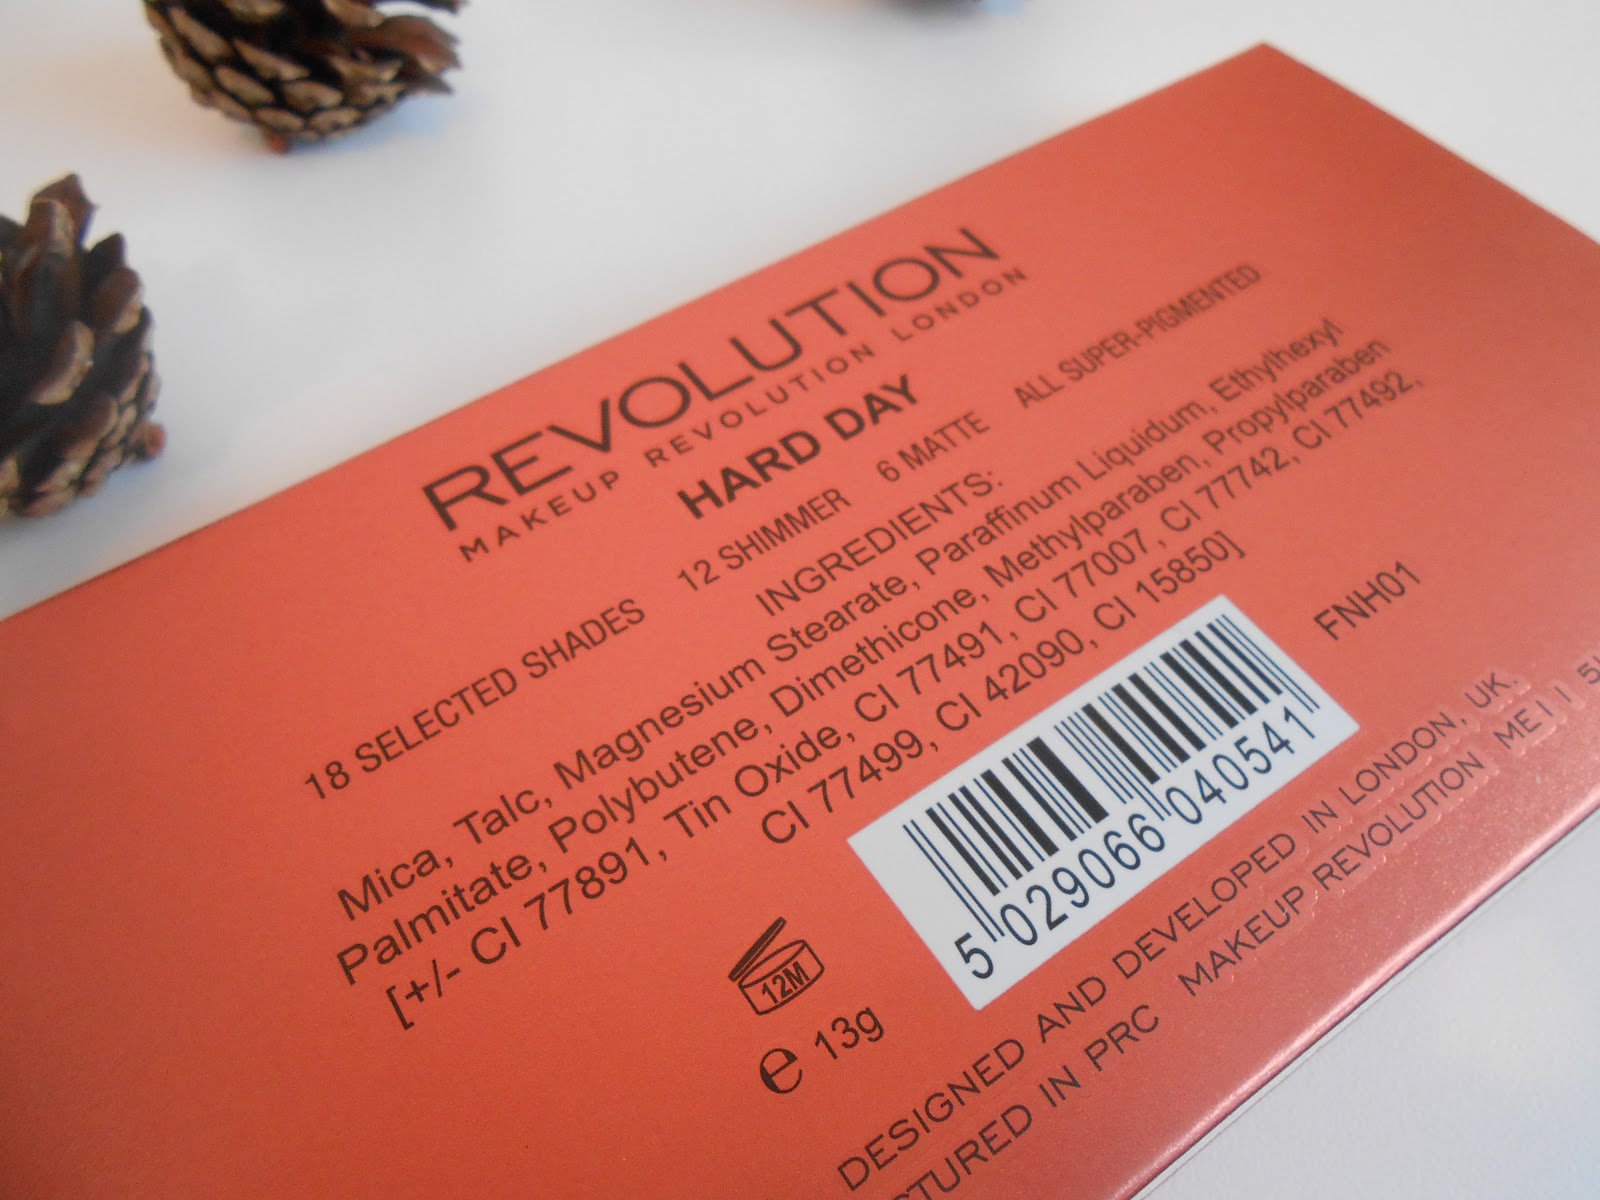 REVOLUTION
MAKEUP REVOLUTION LONDON
HARD DAY
18 SELECTED SHADES 12 SHIMMER 6 MATTE ALL SUPER-PIGMENTED
INGREDIENTS:
Mica, Talc, Magnesium Stearate, Paraffinum Liquidum, Ethylhexyl
Palmitate, Polybutene, Dimethicone, Methylparaben, Propylparaben
[+/- CI 77891, Tin Oxide, CI 77491, CI 77007, CI 77742, CI 77492,
CI 77499, CI 42090, CI 15850]
FNH01
5 029066 040541
12M
e 13g
DESIGNED AND DEVELOPED IN LONDON, UK.
IN PRC MAKEUP REVOLUTION